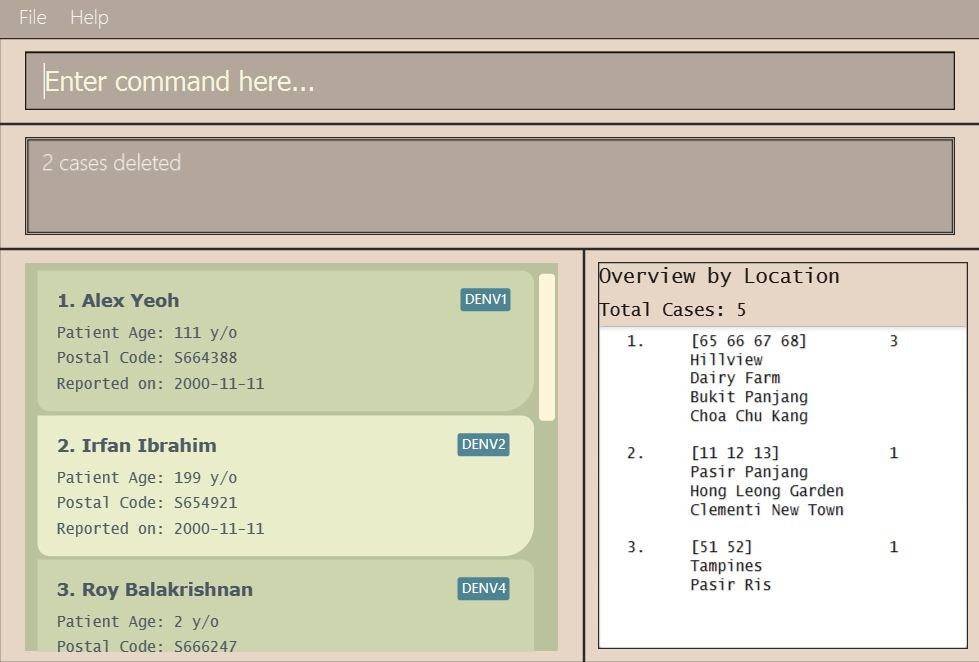 File Help
Enter command here...
2 cases deleted
1. Alex Yeoh DENV1
Patient Age: 111 y/o
Postal Code: S664388
Reported on: 2000-11-11
2. Irfan Ibrahim DENV2
Patient Age: 199 y/o
Postal Code: S654921
Reported on: 2000-11-11
3. Roy Balakrishnan DENV4
Patient Age: 2 y/o
Postal Code: S666247
Overview by Location
Total Cases: 5
1. [65 66 67 68] 3
Hillview
Dairy Farm
Bukit Panjang
Choa Chu Kang
2. [11 12 13] 1
Pasir Panjang
Hong Leong Garden
Clementi New Town
3. [51 52] 1
Tampines
Pasir Ris